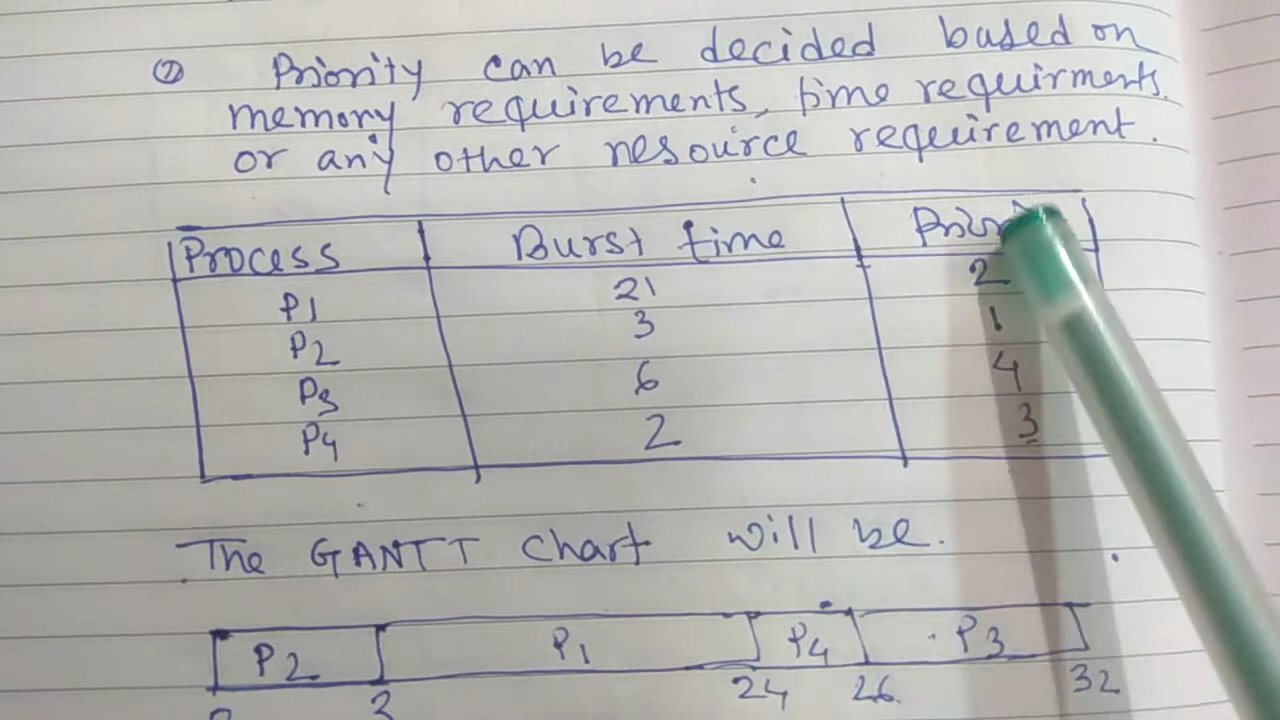 ② Priority can be decided based on
memory requirements, time requirments.
or any other resource requirement.
Process Burst time
P1 21 2
P2 3 1
P3 6 4
P4 2 3
The GANTT chart will be.
P2 P1 P4 P3
3 24 26. 32